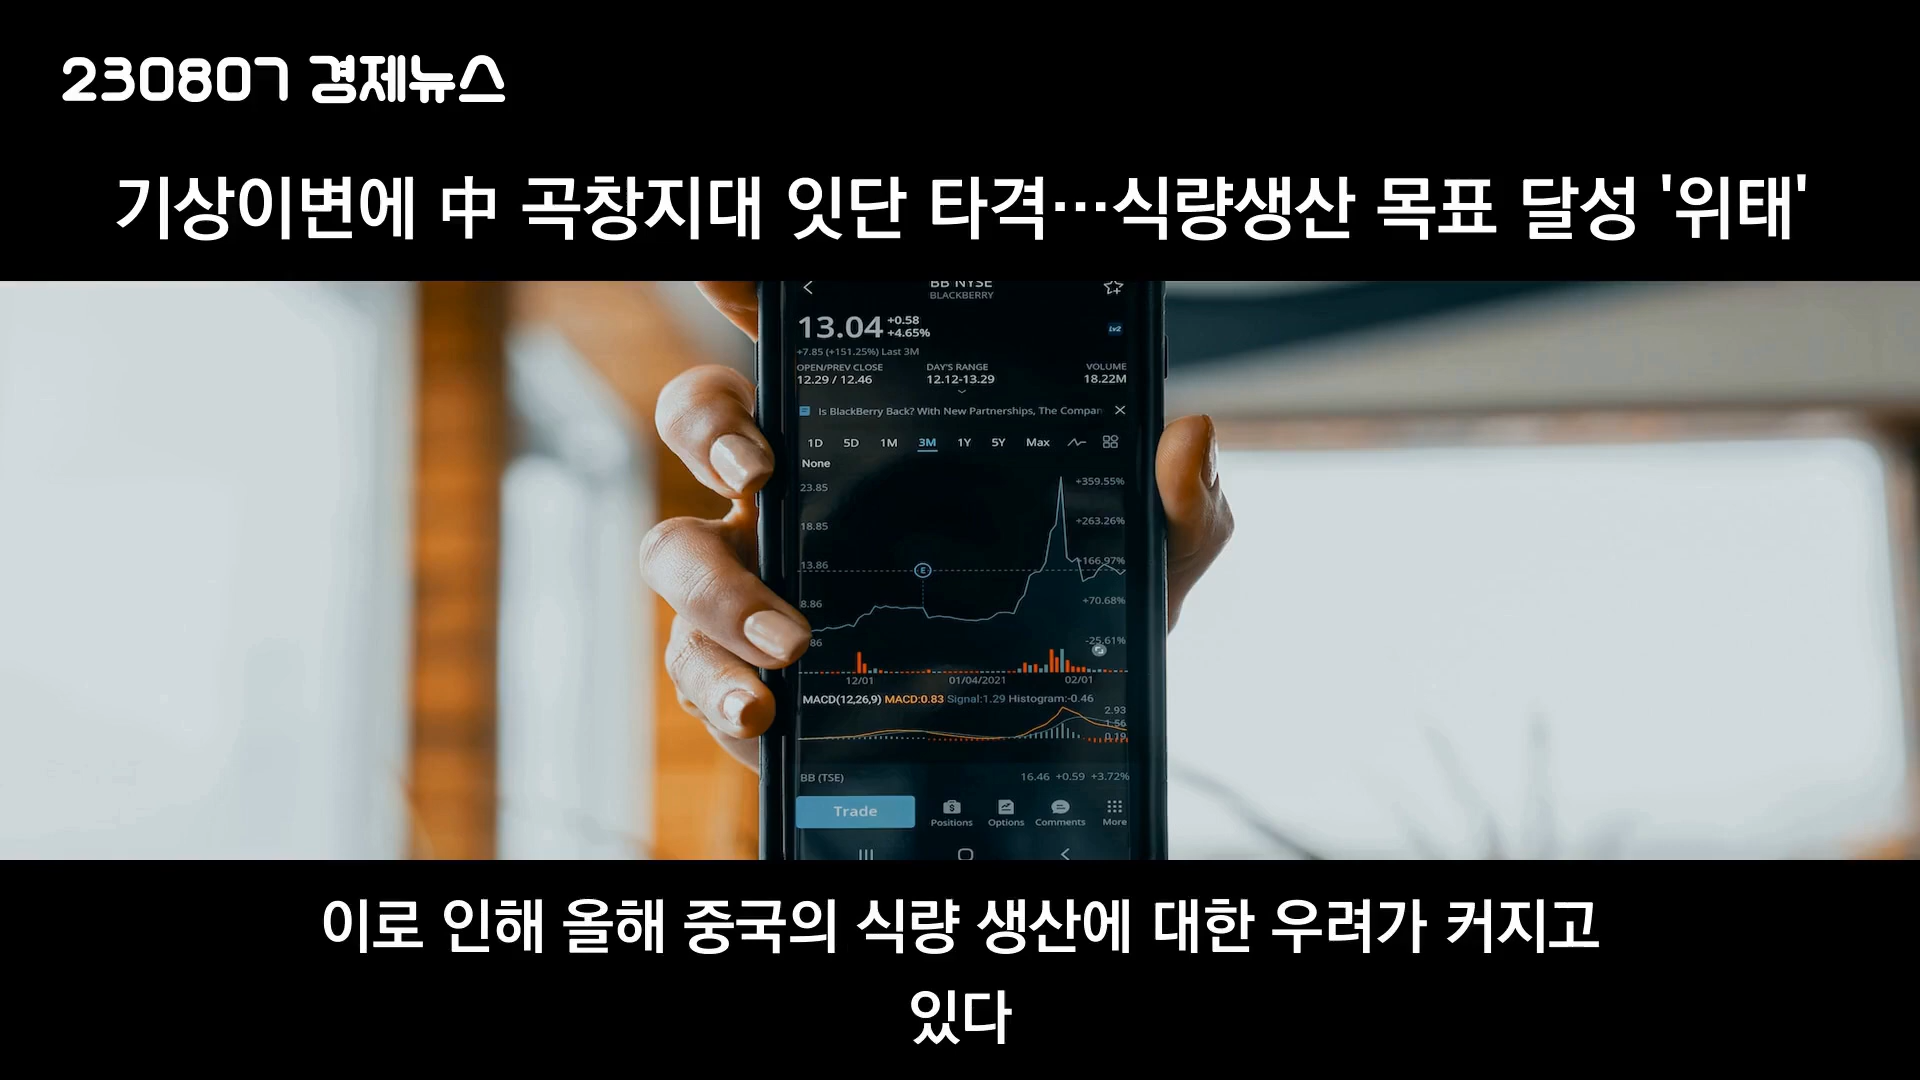 230807 경제뉴스
기상이변에 中 곡창지대 잇단 타격…식량생산 목표 달성 '위태'
BB NYSE
BLACKBERRY
13.04 +0.58 +4.65%
Lv2
+7.85 (+151.25%) Last 3M
OPEN/PREV CLOSE DAY'S RANGE VOLUME
12.29 / 12.46 12.12-13.29 18.22M
Is BlackBerry Back? With New Partnerships, The Compan
1D 5D 1M 3M 1Y 5Y Max
None
23.85 +359.55%
18.85 +263.26%
13.86 +166.97%
E
8.86 +70.68%
86 -25.61%
12/01 01/04/2021 02/01
MACD(12,26,9) MACD:0.83 Signal:1.29 Histogram:-0.46
2.93
1.56
0.19
BB (TSE) 16.46 +0.59 +3.72%
Trade Positions Options Comments More
이로 인해 올해 중국의 식량 생산에 대한 우려가 커지고
있다